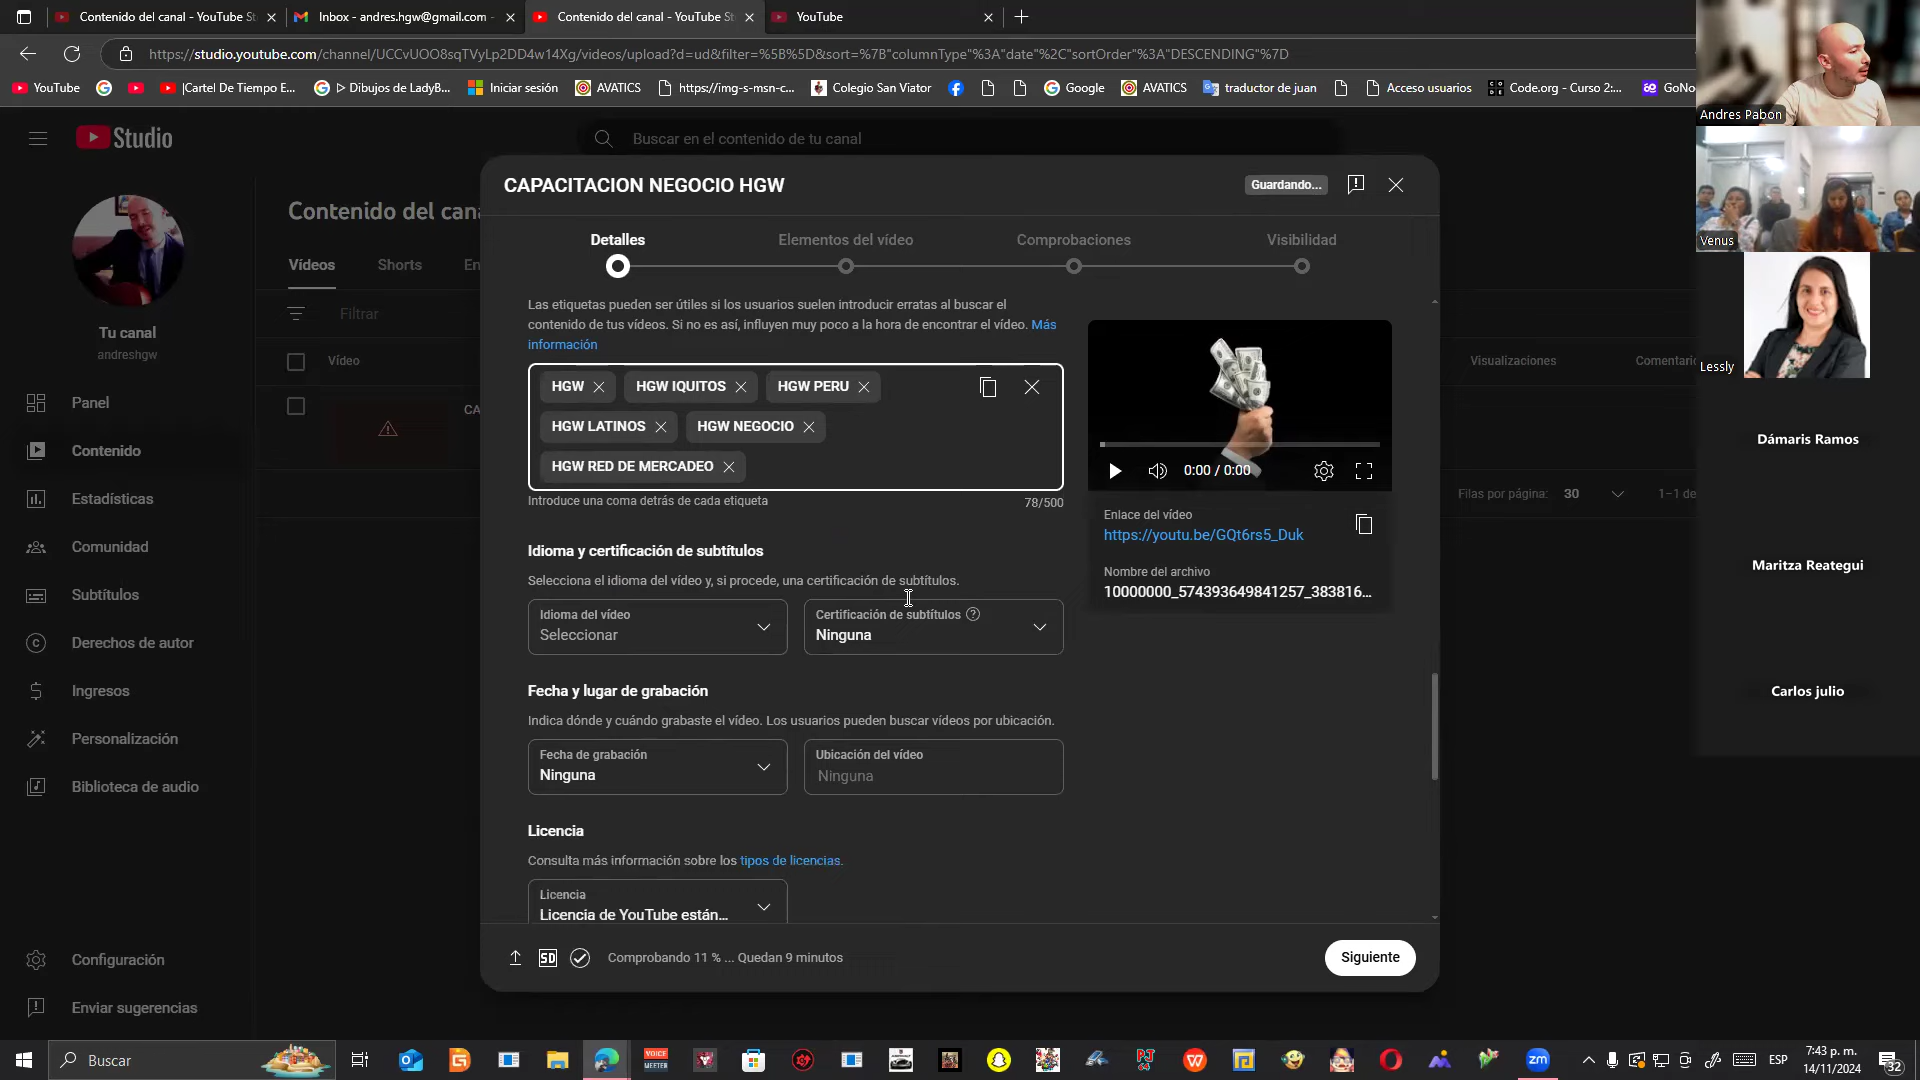 Contenido del canal - YouTube St
Inbox - andres.hgw@gmail.com -
Contenido del canal - YouTube St
YouTube
https://studio.youtube.com/channel/UCCvUOO8sqTVyLp2DD4w14Xg/videos/upload?d=ud&filter=%5B%5D&sort=%7B"columnType"%3A"date"%2C"sortOrder"%3A"DESCENDING"%7D
YouTube
|Cartel De Tiempo E...
ᐅ Dibujos de LadyB...
Iniciar sesión
AVATICS
https://img-s-msn-c...
Colegio San Viator
Google
AVATICS
traductor de juan
Acceso usuarios
Code.org - Curso 2:...
GoNo
Studio
Buscar en el contenido de tu canal
Tu canal
andreshgw
Panel
Contenido
Estadísticas
Comunidad
Subtítulos
Derechos de autor
Ingresos
Personalización
Biblioteca de audio
Configuración
Enviar sugerencias
Contenido del cana
Vídeos
Shorts
En
Filtrar
Vídeo
CA
Visualizaciones
Comentario
Filas por página:
30
1–1 de
CAPACITACION NEGOCIO HGW
Guardando...
Detalles
Elementos del vídeo
Comprobaciones
Visibilidad
Las etiquetas pueden ser útiles si los usuarios suelen introducir erratas al buscar el
contenido de tus vídeos. Si no es así, influyen muy poco a la hora de encontrar el vídeo. Más
información
HGW
HGW IQUITOS
HGW PERU
HGW LATINOS
HGW NEGOCIO
HGW RED DE MERCADEO
Introduce una coma detrás de cada etiqueta
78/500
Idioma y certificación de subtítulos
Selecciona el idioma del vídeo y, si procede, una certificación de subtítulos.
Idioma del vídeo
Seleccionar
Certificación de subtítulos
Ninguna
Fecha y lugar de grabación
Indica dónde y cuándo grabaste el vídeo. Los usuarios pueden buscar vídeos por ubicación.
Fecha de grabación
Ninguna
Ubicación del vídeo
Ninguna
Licencia
Consulta más información sobre los tipos de licencias.
Licencia
Licencia de YouTube están...
0:00 / 0:00
Enlace del vídeo
https://youtu.be/GQt6rs5_Duk
Nombre del archivo
10000000_574393649841257_383816...
SD
Comprobando 11 % ... Quedan 9 minutos
Siguiente
Andres Pabon
Venus
Lessly
Dámaris Ramos
Maritza Reategui
Carlos julio
Buscar
VOICE
MEETER
zm
ESP
7:43 p. m.
14/11/2024
32